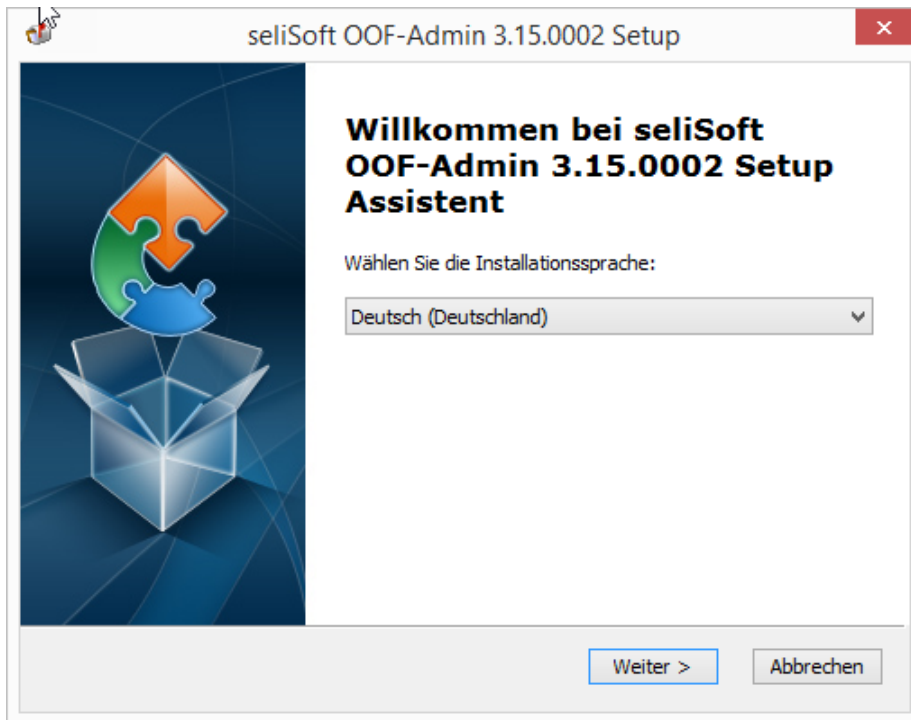 seliSoft OOF-Admin 3.15.0002 Setup
Willkommen bei seliSoft
OOF-Admin 3.15.0002 Setup
Assistent
Wählen Sie die Installationssprache:
Deutsch (Deutschland)
Weiter >
Abbrechen